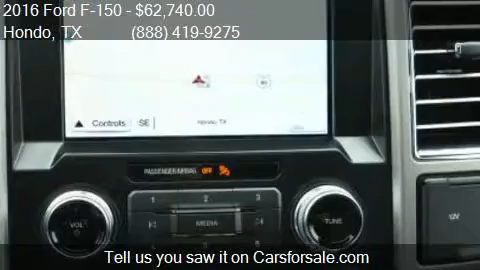 2016 Ford F-150 - $62,740.00
Hondo, TX (888) 419-9275
Controls SE Hondo, TX
PASSENGER AIRBAG OFF
1 2 3 4
VOL MEDIA TUNE
12V
Tell us you saw it on Carsforsale.com